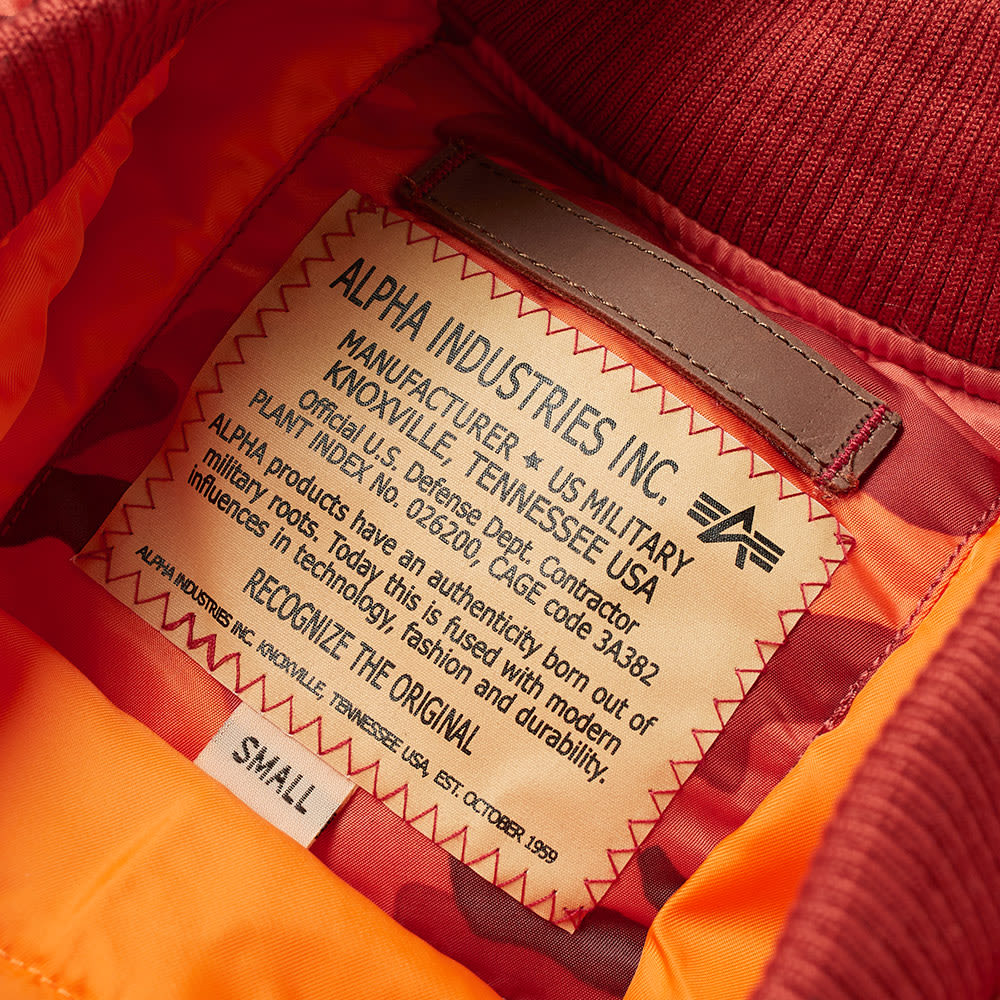 ALPHA INDUSTRIES INC.
MANUFACTURER ★ US MILITARY
KNOXVILLE, TENNESSEE USA
Official U.S. Defense Dept. Contractor
PLANT INDEX No. 026200, CAGE code 3A382
ALPHA products have an authenticity born out of
military roots. Today this is fused with modern
influences in technology, fashion and durability.
RECOGNIZE THE ORIGINAL
ALPHA INDUSTRIES INC. KNOXVILLE, TENNESSEE USA, EST. OCTOBER 1959
SMALL